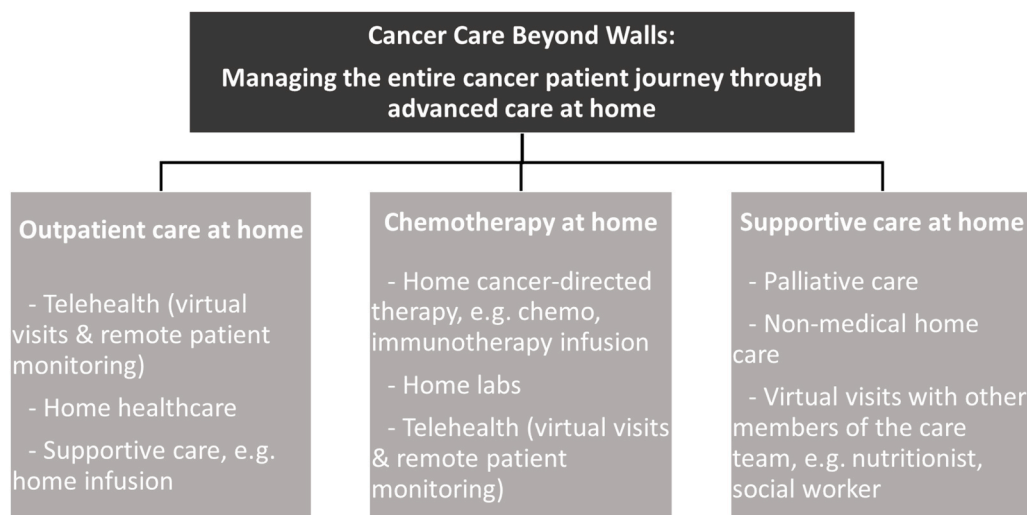 Cancer Care Beyond Walls:
Managing the entire cancer patient journey through
advanced care at home
Outpatient care at home
- Telehealth (virtual
visits & remote patient
monitoring)
- Home healthcare
- Supportive care, e.g.
home infusion
Chemotherapy at home
- Home cancer-directed
therapy, e.g. chemo,
immunotherapy infusion
- Home labs
- Telehealth (virtual visits
& remote patient
monitoring)
Supportive care at home
- Palliative care
- Non-medical home
care
- Virtual visits with other
members of the care
team, e.g. nutritionist,
social worker